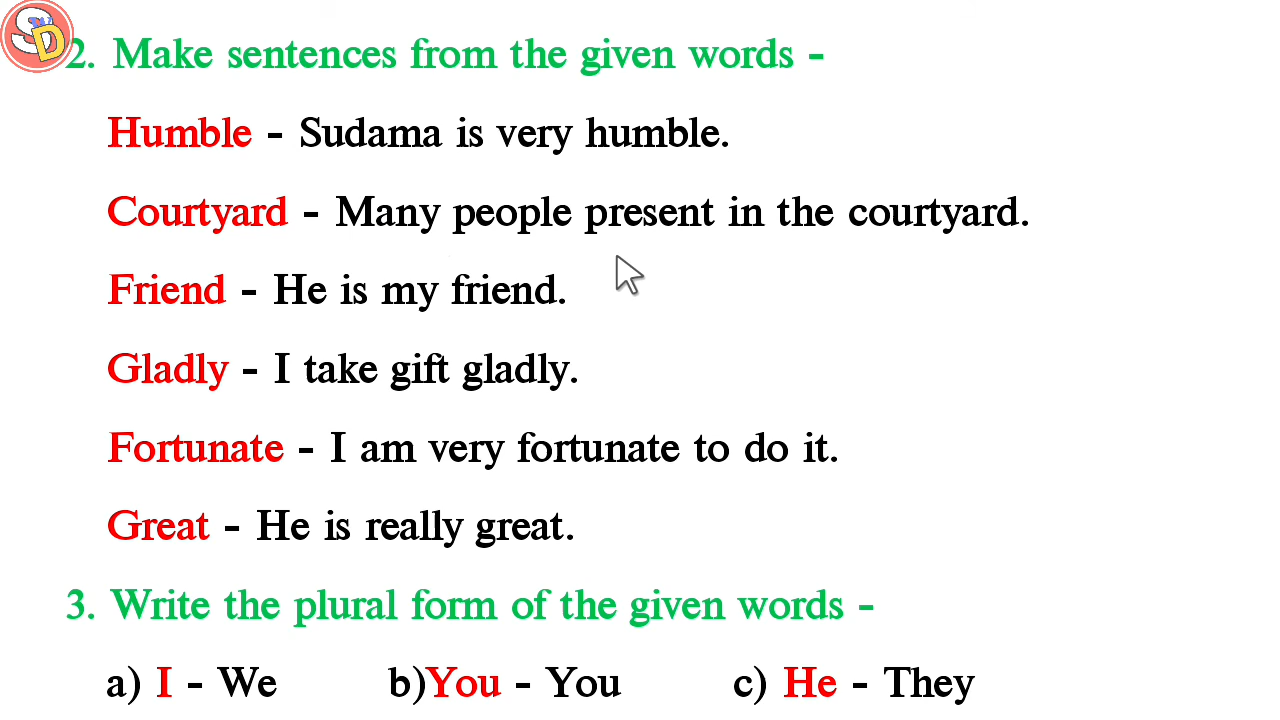 SD
2. Make sentences from the given words -
Humble - Sudama is very humble.
Courtyard - Many people present in the courtyard.
Friend - He is my friend.
Gladly - I take gift gladly.
Fortunate - I am very fortunate to do it.
Great - He is really great.
3. Write the plural form of the given words -
a) I - We b)You - You c) He - They